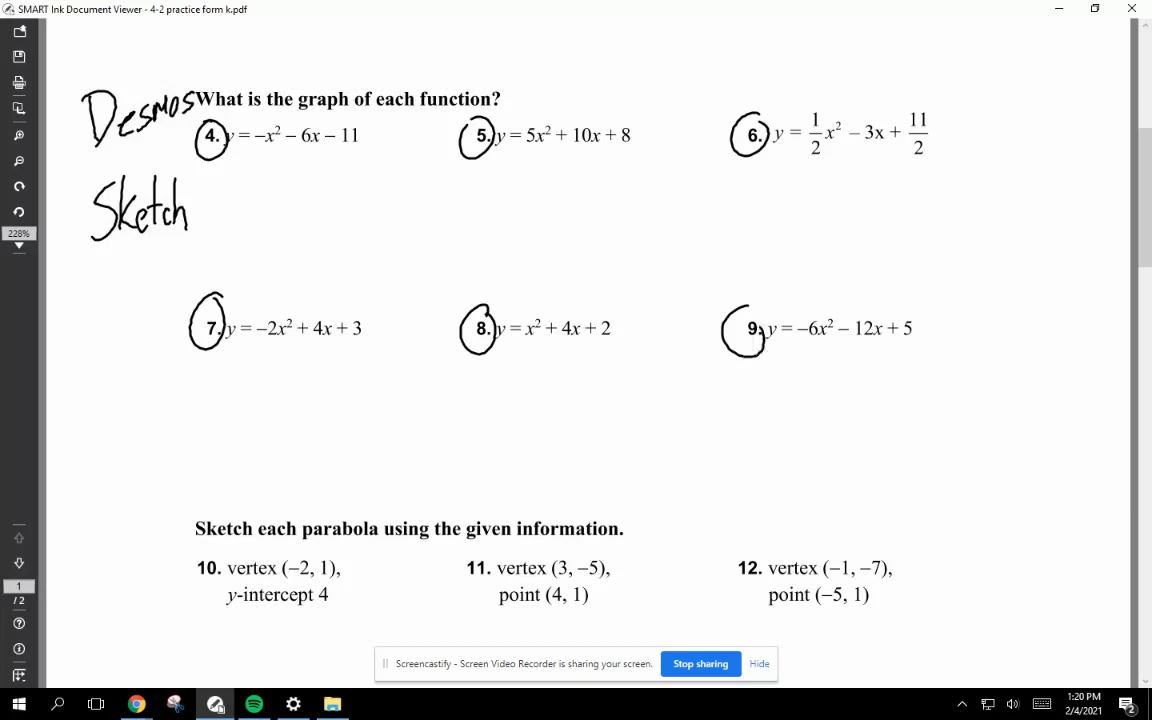 SMART Ink Document Viewer - 4-2 practice form k.pdf
Desmos
What is the graph of each function?
4. y = −x² − 6x − 11
5. y = 5x² + 10x + 8
6. y = 1/2 x² − 3x + 11/2
Sketch
228%
7. y = −2x² + 4x + 3
8. y = x² + 4x + 2
9. y = −6x² − 12x + 5
Sketch each parabola using the given information.
10. vertex (−2, 1),
y-intercept 4
11. vertex (3, −5),
point (4, 1)
12. vertex (−1, −7),
point (−5, 1)
1
/ 2
Screencastify - Screen Video Recorder is sharing your screen.
Stop sharing
Hide
1:20 PM
2/4/2021
2